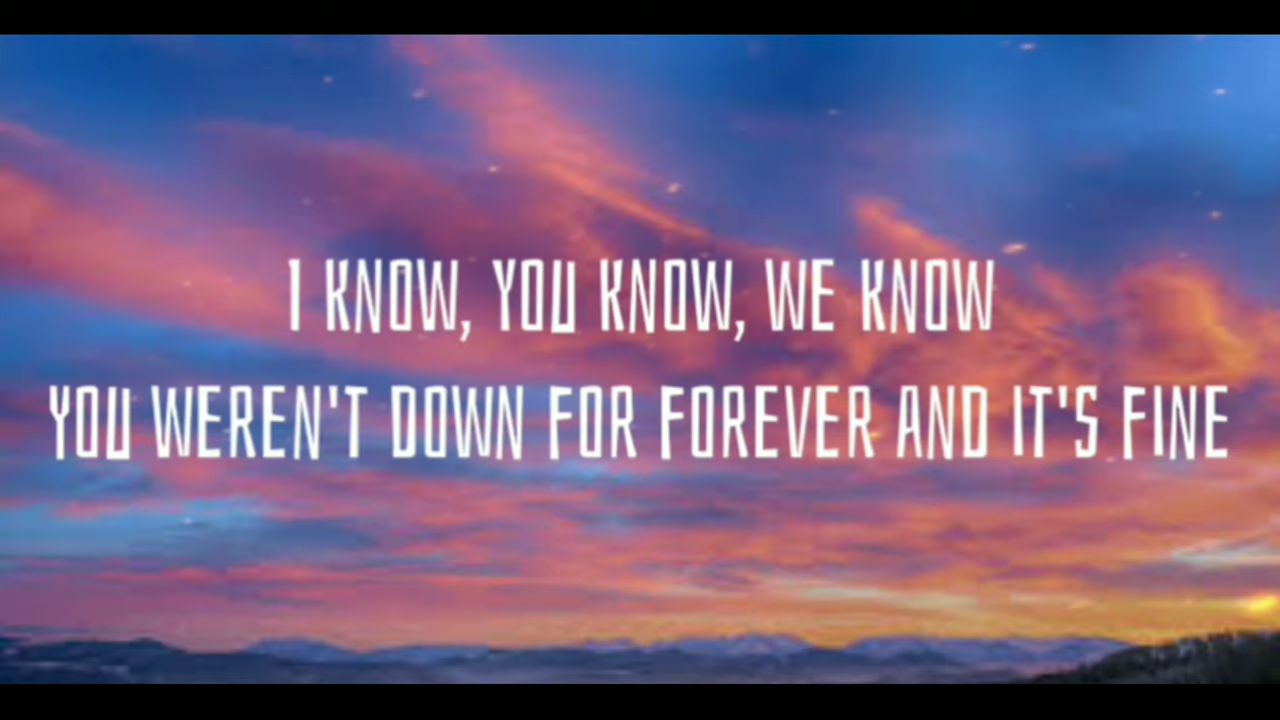 I KNOW, YOU KNOW, WE KNOW
YOU WEREN'T DOWN FOR FOREVER AND IT'S FINE